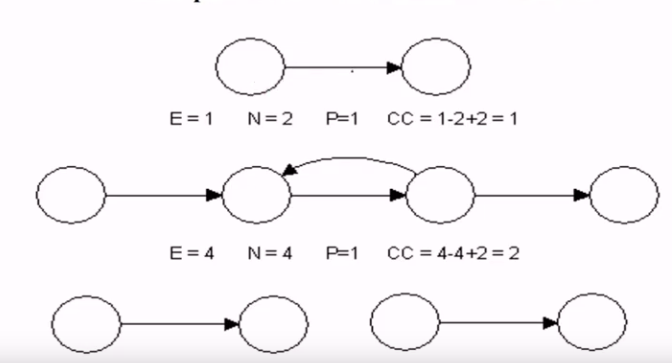 E = 1 N = 2 P=1 CC = 1-2+2 = 1
E = 4 N = 4 P=1 CC = 4-4+2 = 2